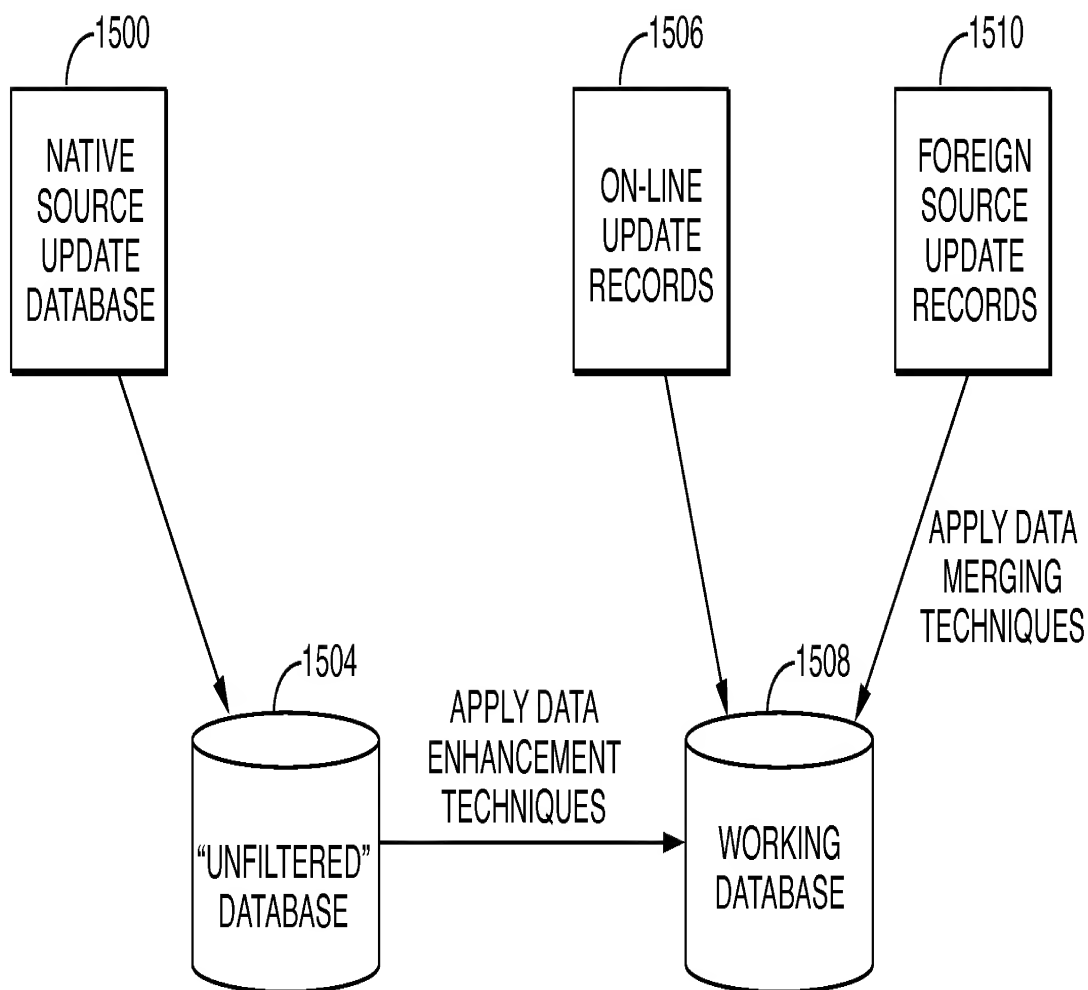 1500
1506
1510
NATIVE
SOURCE
UPDATE
DATABASE
ON-LINE
UPDATE
RECORDS
FOREIGN
SOURCE
UPDATE
RECORDS
APPLY DATA
MERGING
TECHNIQUES
1504
1508
APPLY DATA
ENHANCEMENT
TECHNIQUES
“UNFILTERED”
DATABASE
WORKING
DATABASE